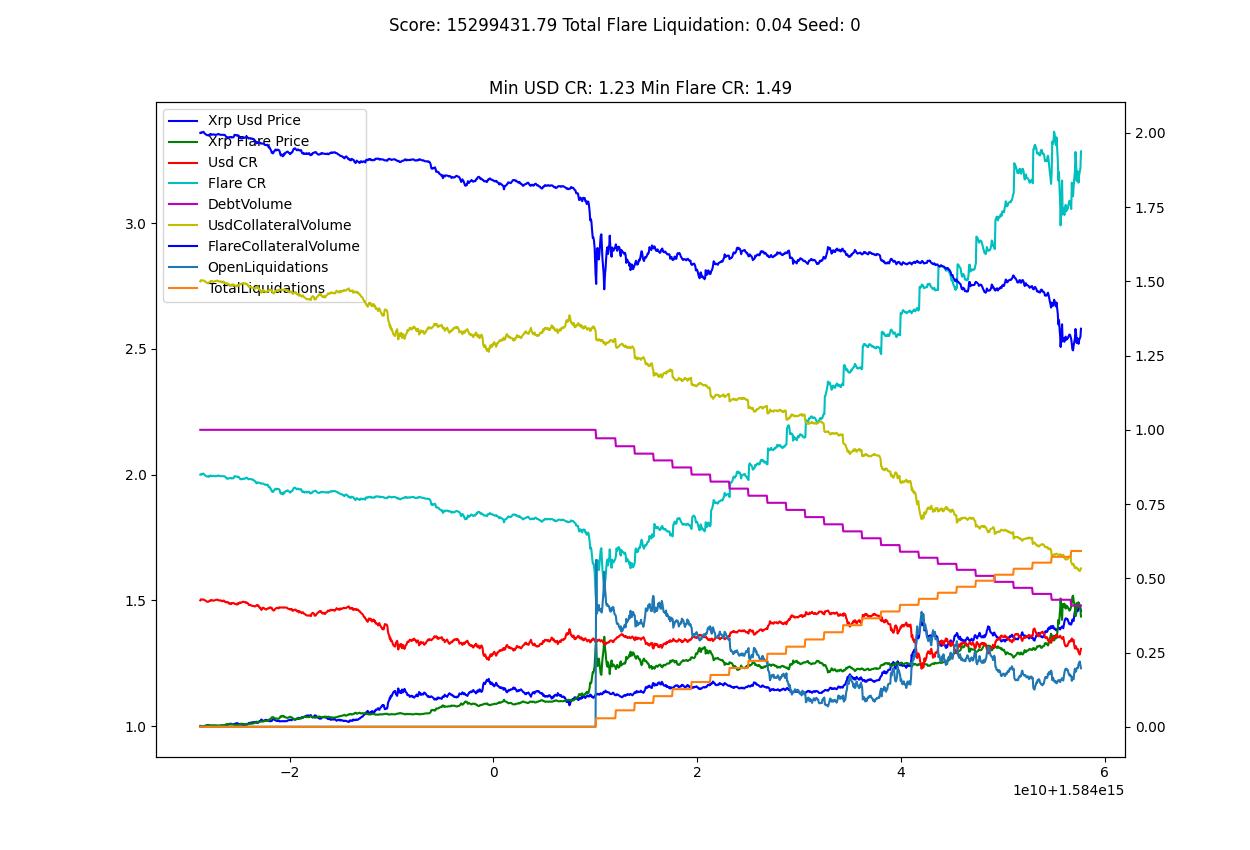 Score: 15299431.79 Total Flare Liquidation: 0.04 Seed: 0
Min USD CR: 1.23 Min Flare CR: 1.49
Xrp Usd Price
Xrp Flare Price
Usd CR
Flare CR
DebtVolume
UsdCollateralVolume
FlareCollateralVolume
OpenLiquidations
TotalLiquidations
3.0
2.5
2.0
1.5
1.0
2.00
1.75
1.50
1.25
1.00
0.75
0.50
0.25
0.00
−2
0
2
4
6
1e10+1.584e15